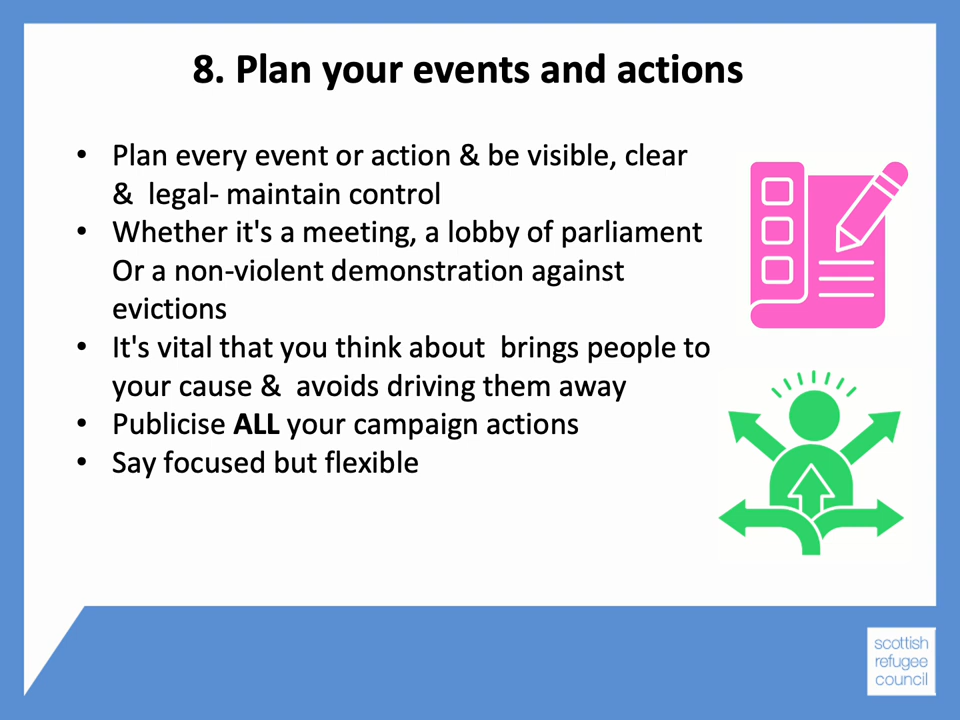 8. Plan your events and actions
• Plan every event or action & be visible, clear
&  legal- maintain control
• Whether it's a meeting, a lobby of parliament
Or a non-violent demonstration against
evictions
• It's vital that you think about  brings people to
your cause &  avoids driving them away
• Publicise ALL your campaign actions
• Say focused but flexible
scottish
refugee
council